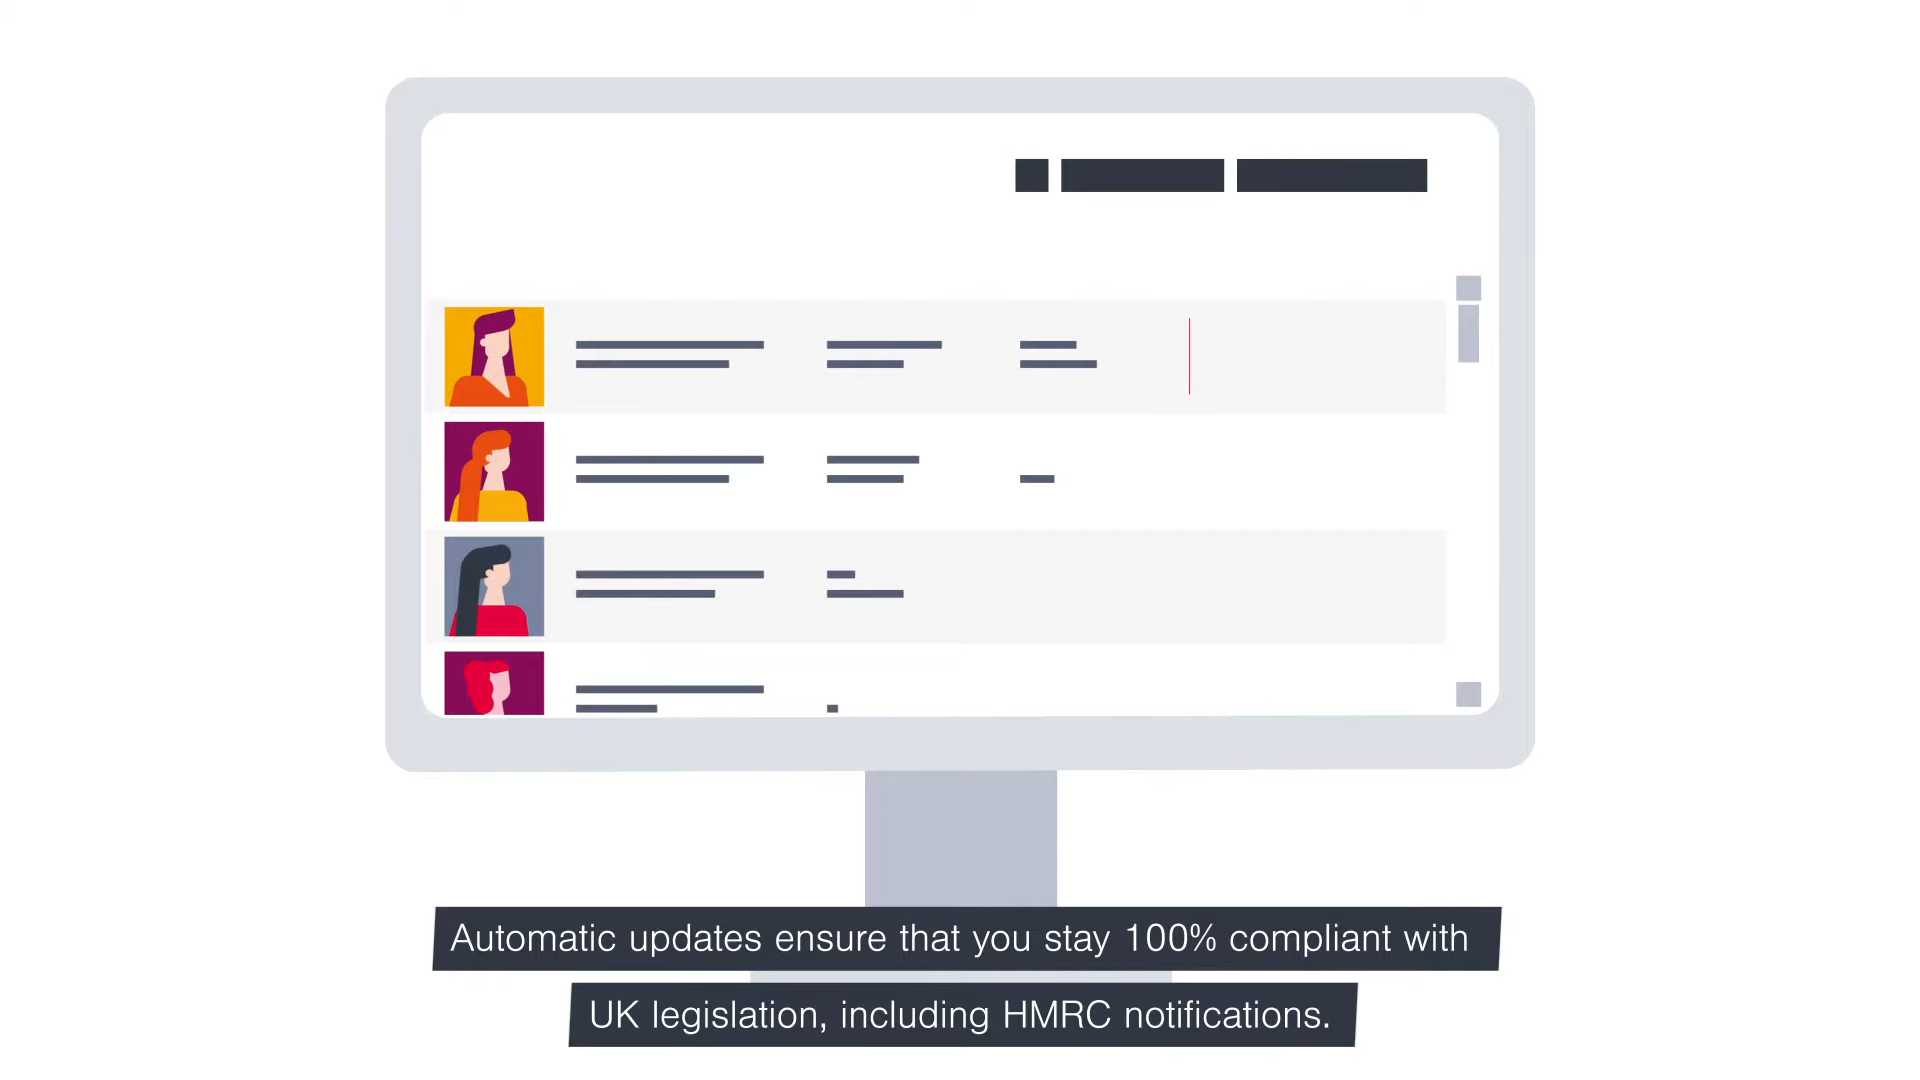 Automatic updates ensure that you stay 100% compliant with
UK legislation, including HMRC notifications.